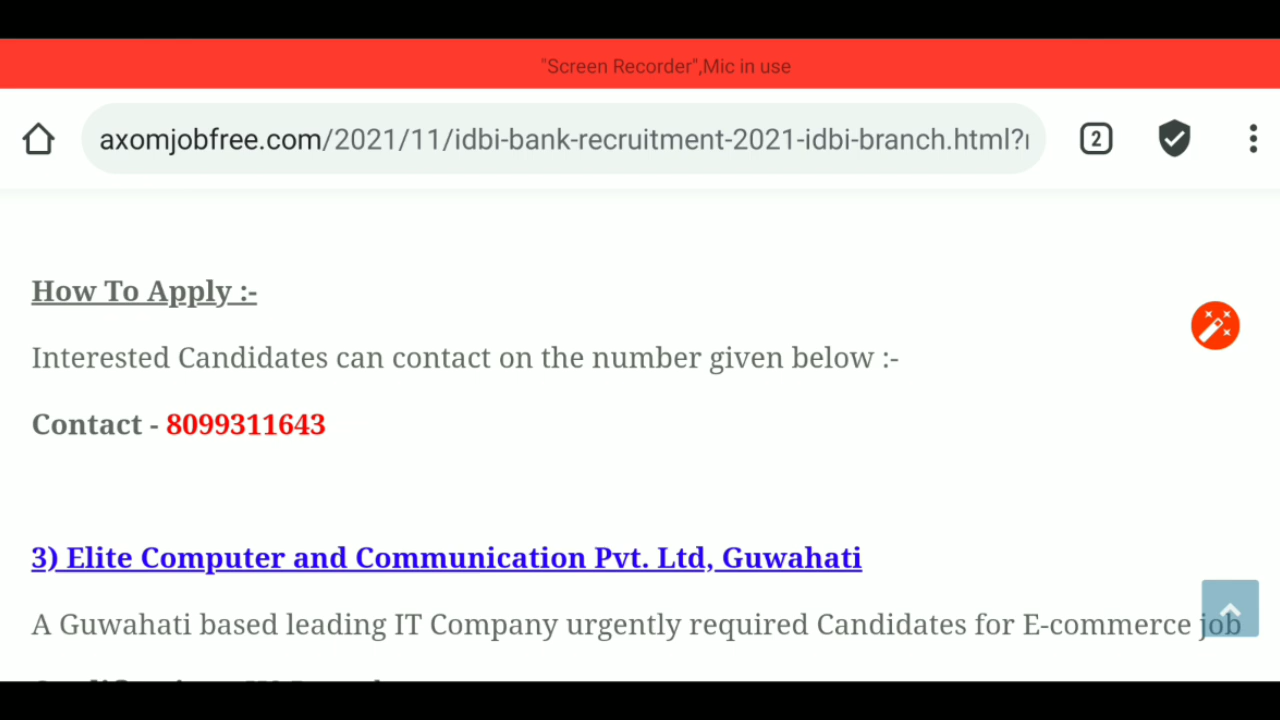 "Screen Recorder",Mic in use
axomjobfree.com/2021/11/idbi-bank-recruitment-2021-idbi-branch.html?
2
How To Apply :-
Interested Candidates can contact on the number given below :-
Contact - 8099311643
3) Elite Computer and Communication Pvt. Ltd, Guwahati
A Guwahati based leading IT Company urgently required Candidates for E-commerce job